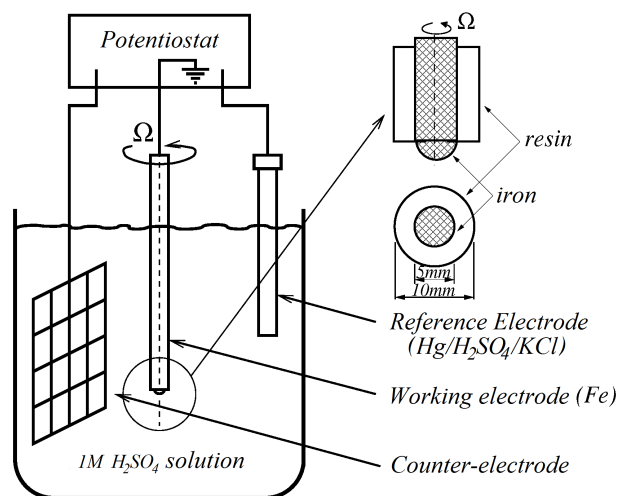 Potentiostat
Ω
Ω
resin
iron
5mm
10mm
Reference Electrode
(Hg/H₂SO₄/KCl)
Working electrode (Fe)
1M H₂SO₄ solution
Counter-electrode